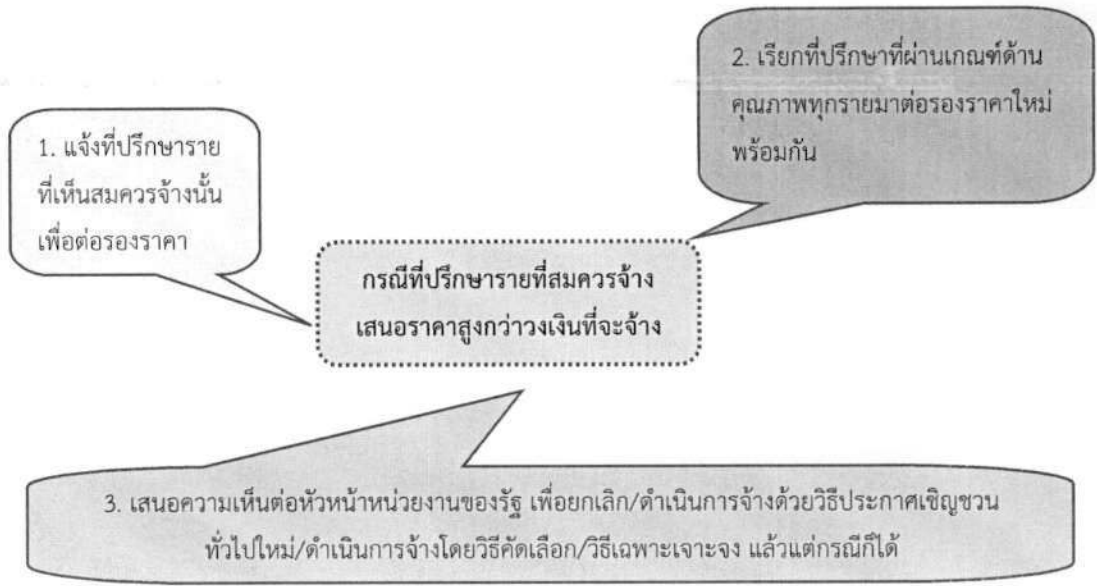 1. แจ้งที่ปรึกษาราย
ที่เห็นสมควรจ้างนั้น
เพื่อต่อรองราคา
2. เรียกที่ปรึกษาที่ผ่านเกณฑ์ด้าน
คุณภาพทุกรายมาต่อรองราคาใหม่
พร้อมกัน
กรณีที่ปรึกษารายที่สมควรจ้าง
เสนอราคาสูงกว่าวงเงินที่จะจ้าง
3. เสนอความเห็นต่อหัวหน้าหน่วยงานของรัฐ เพื่อยกเลิก/ดำเนินการจ้างด้วยวิธีประกาศเชิญชวน
ทั่วไปใหม่/ดำเนินการจ้างโดยวิธีคัดเลือก/วิธีเฉพาะเจาะจง แล้วแต่กรณีก็ได้